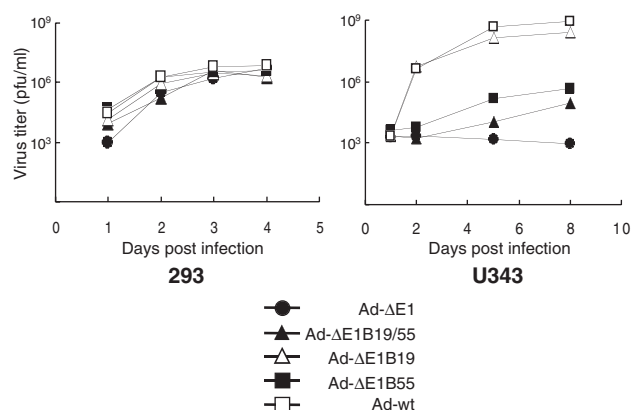 Virus titer (pfu/ml)
10⁹
10⁶
10³
0 1 2 3 4 5
Days post infection
293
10⁹
10⁶
10³
0 2 4 6 8 10
Days post infection
U343
Ad-ΔE1
Ad-ΔE1B19/55
Ad-ΔE1B19
Ad-ΔE1B55
Ad-wt